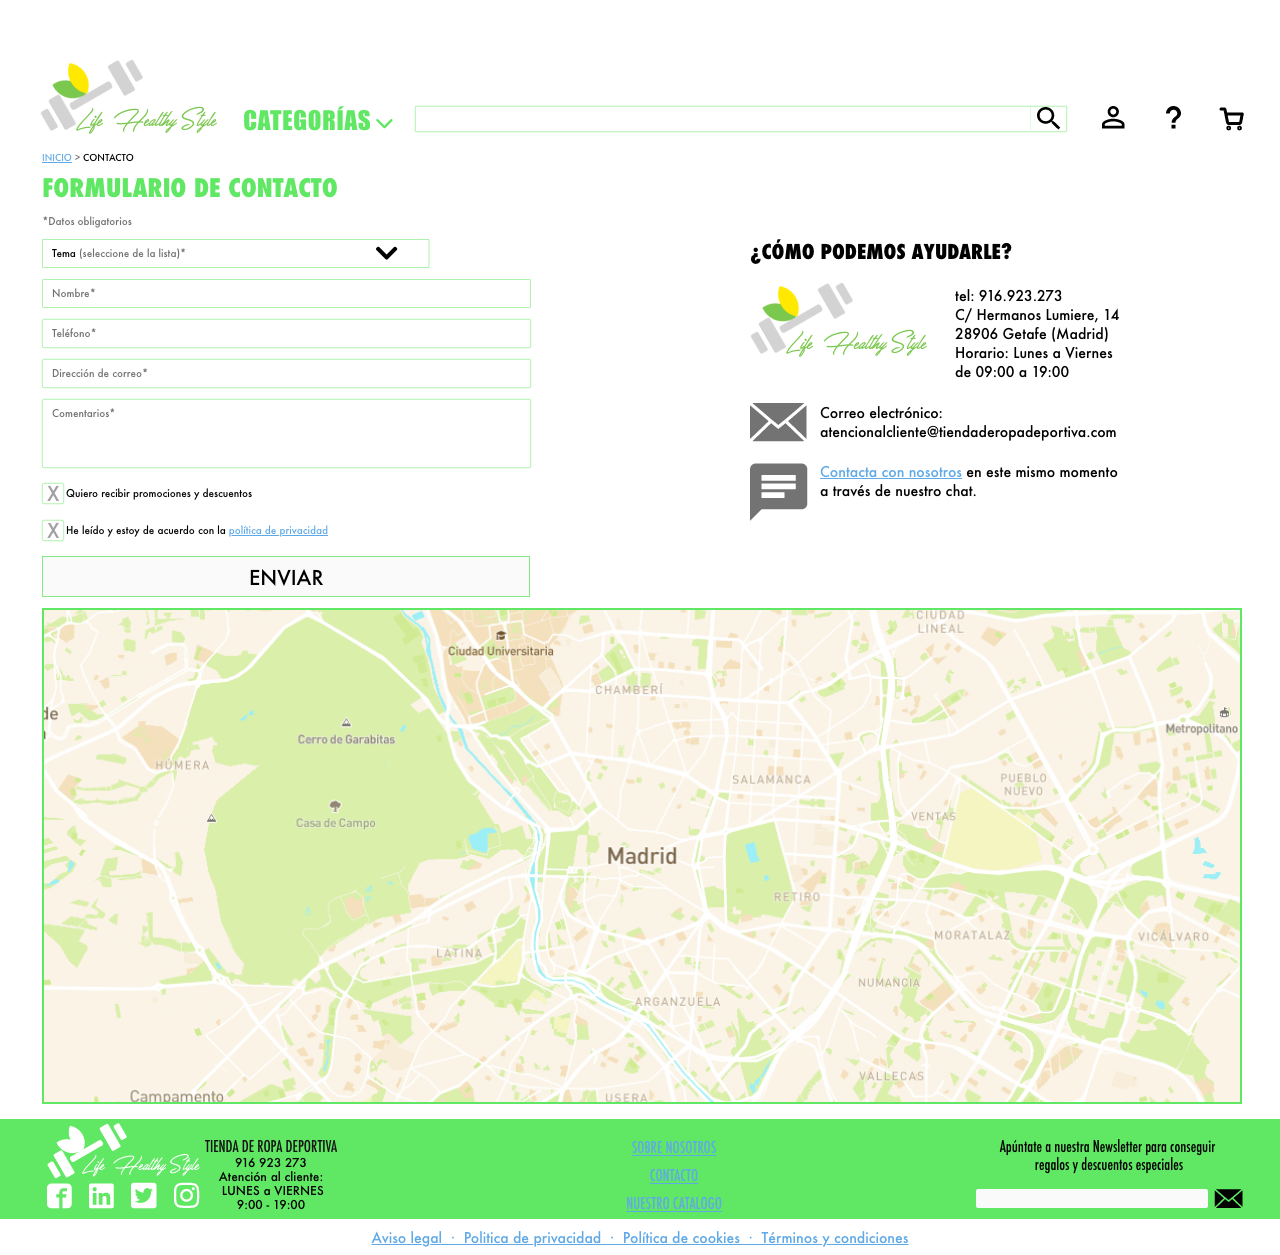 Life Healthy Style
CATEGORÍAS
INICIO > CONTACTO
FORMULARIO DE CONTACTO
*Datos obligatorios
Tema (seleccione de la lista)*
Nombre*
Teléfono*
Dirección de correo*
Comentarios*
X Quiero recibir promociones y descuentos
X He leído y estoy de acuerdo con la política de privacidad
ENVIAR
¿CÓMO PODEMOS AYUDARLE?
Life Healthy Style
tel: 916.923.273
C/ Hermanos Lumiere, 14
28906 Getafe (Madrid)
Horario: Lunes a Viernes
de 09:00 a 19:00
Correo electrónico:
atencionalcliente@tiendaderopadeportiva.com
Contacta con nosotros en este mismo momento
a través de nuestro chat.
CIUDAD
LINEAL
Ciudad Universitaria
CHAMBERÍ
de
Metropolitano
Cerro de Garabitas
HÚMERA
SALAMANCA
PUEBLO
NUEVO
Casa de Campo
VENTAS
Madrid
RETIRO
MORATALAZ
VICÁLVARO
LATINA
NUMANCIA
ARGANZUELA
VALLECAS
Campamento
USERA
Life Healthy Style
TIENDA DE ROPA DEPORTIVA
916 923 273
Atención al cliente:
LUNES a VIERNES
9:00 - 19:00
SOBRE NOSOTROS
CONTACTO
NUESTRO CATALOGO
Apúntate a nuestra Newsletter para conseguir
regalos y descuentos especiales
Aviso legal · Politica de privacidad · Política de cookies · Términos y condiciones